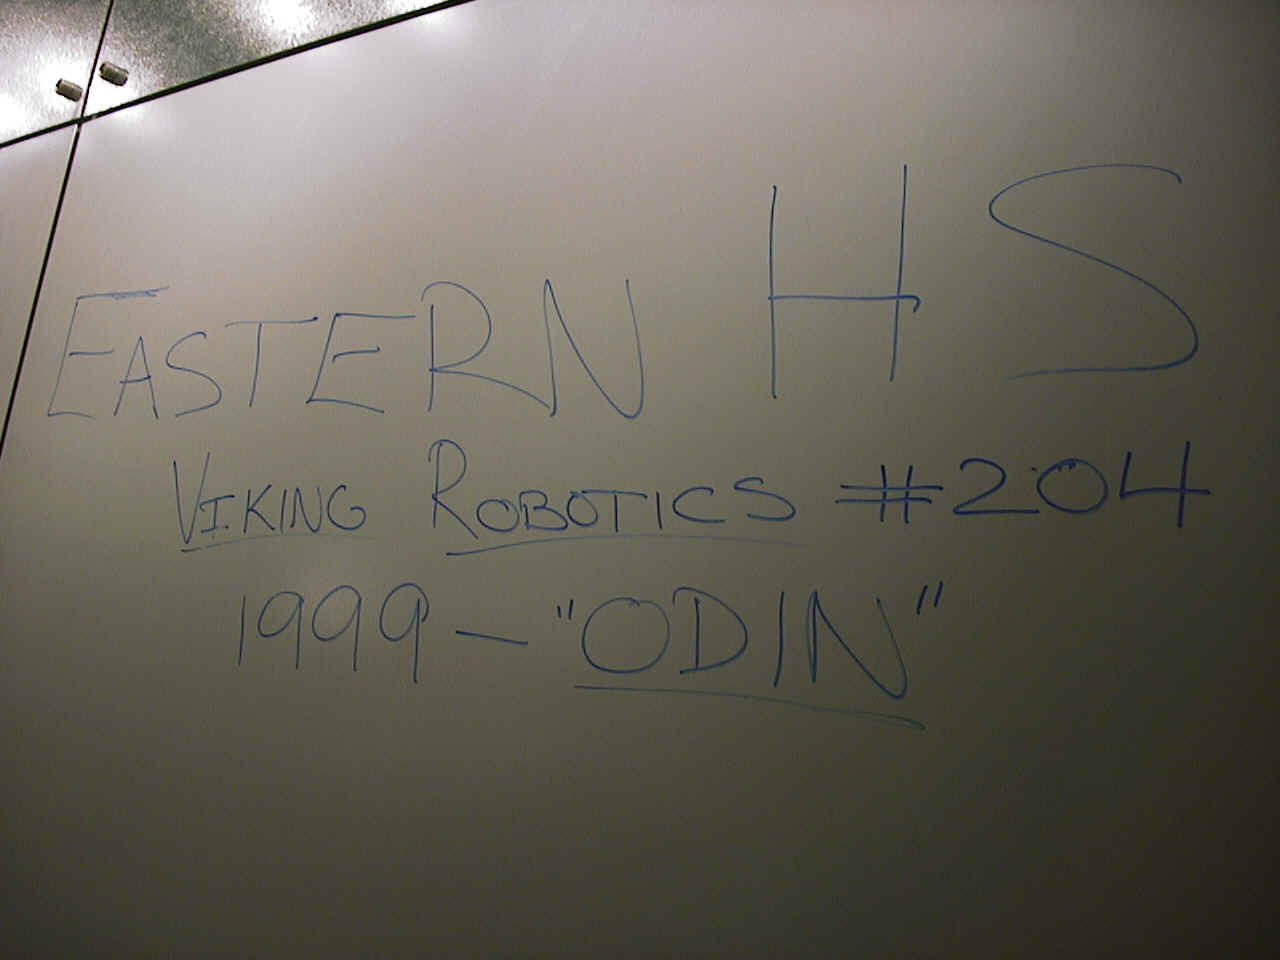 EASTERN HS
VIKING ROBOTICS #204
1999 — "ODIN"